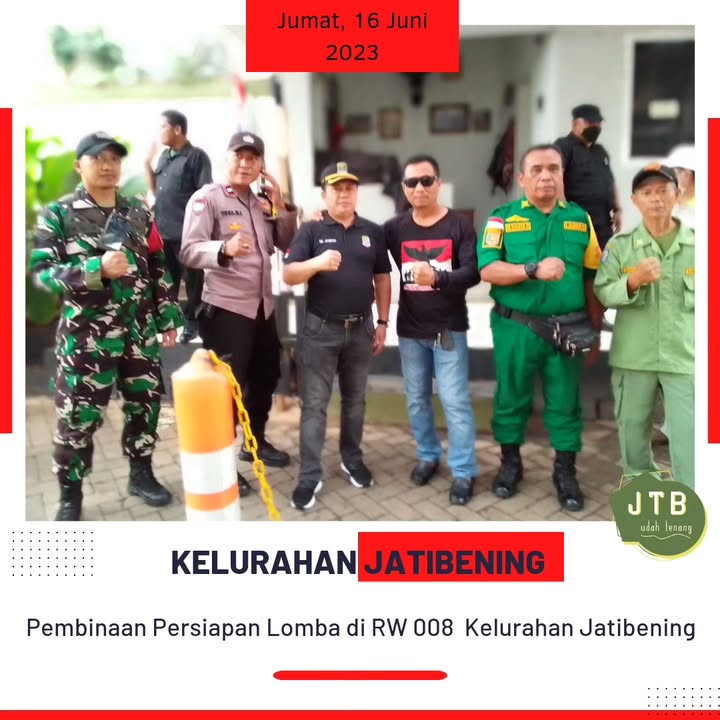 Jumat, 16 Juni
2023
JTB
udah tenang
KELURAHAN JATIBENING
Pembinaan Persiapan Lomba di RW 008 Kelurahan Jatibening